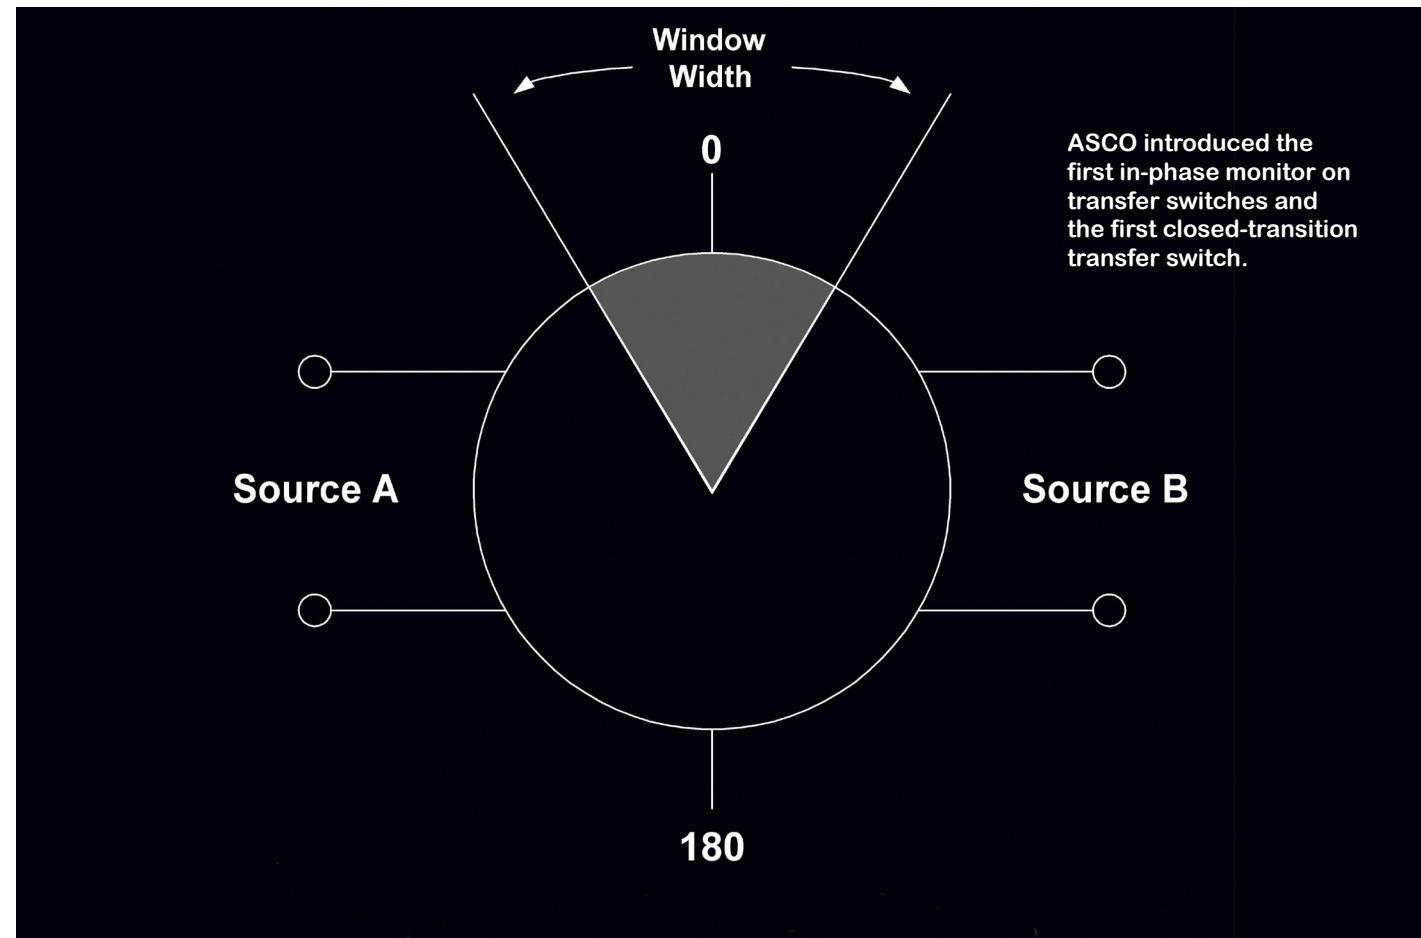 Window
Width
0
ASCO introduced the
first in-phase monitor on
transfer switches and
the first closed-transition
transfer switch.
Source A
Source B
180